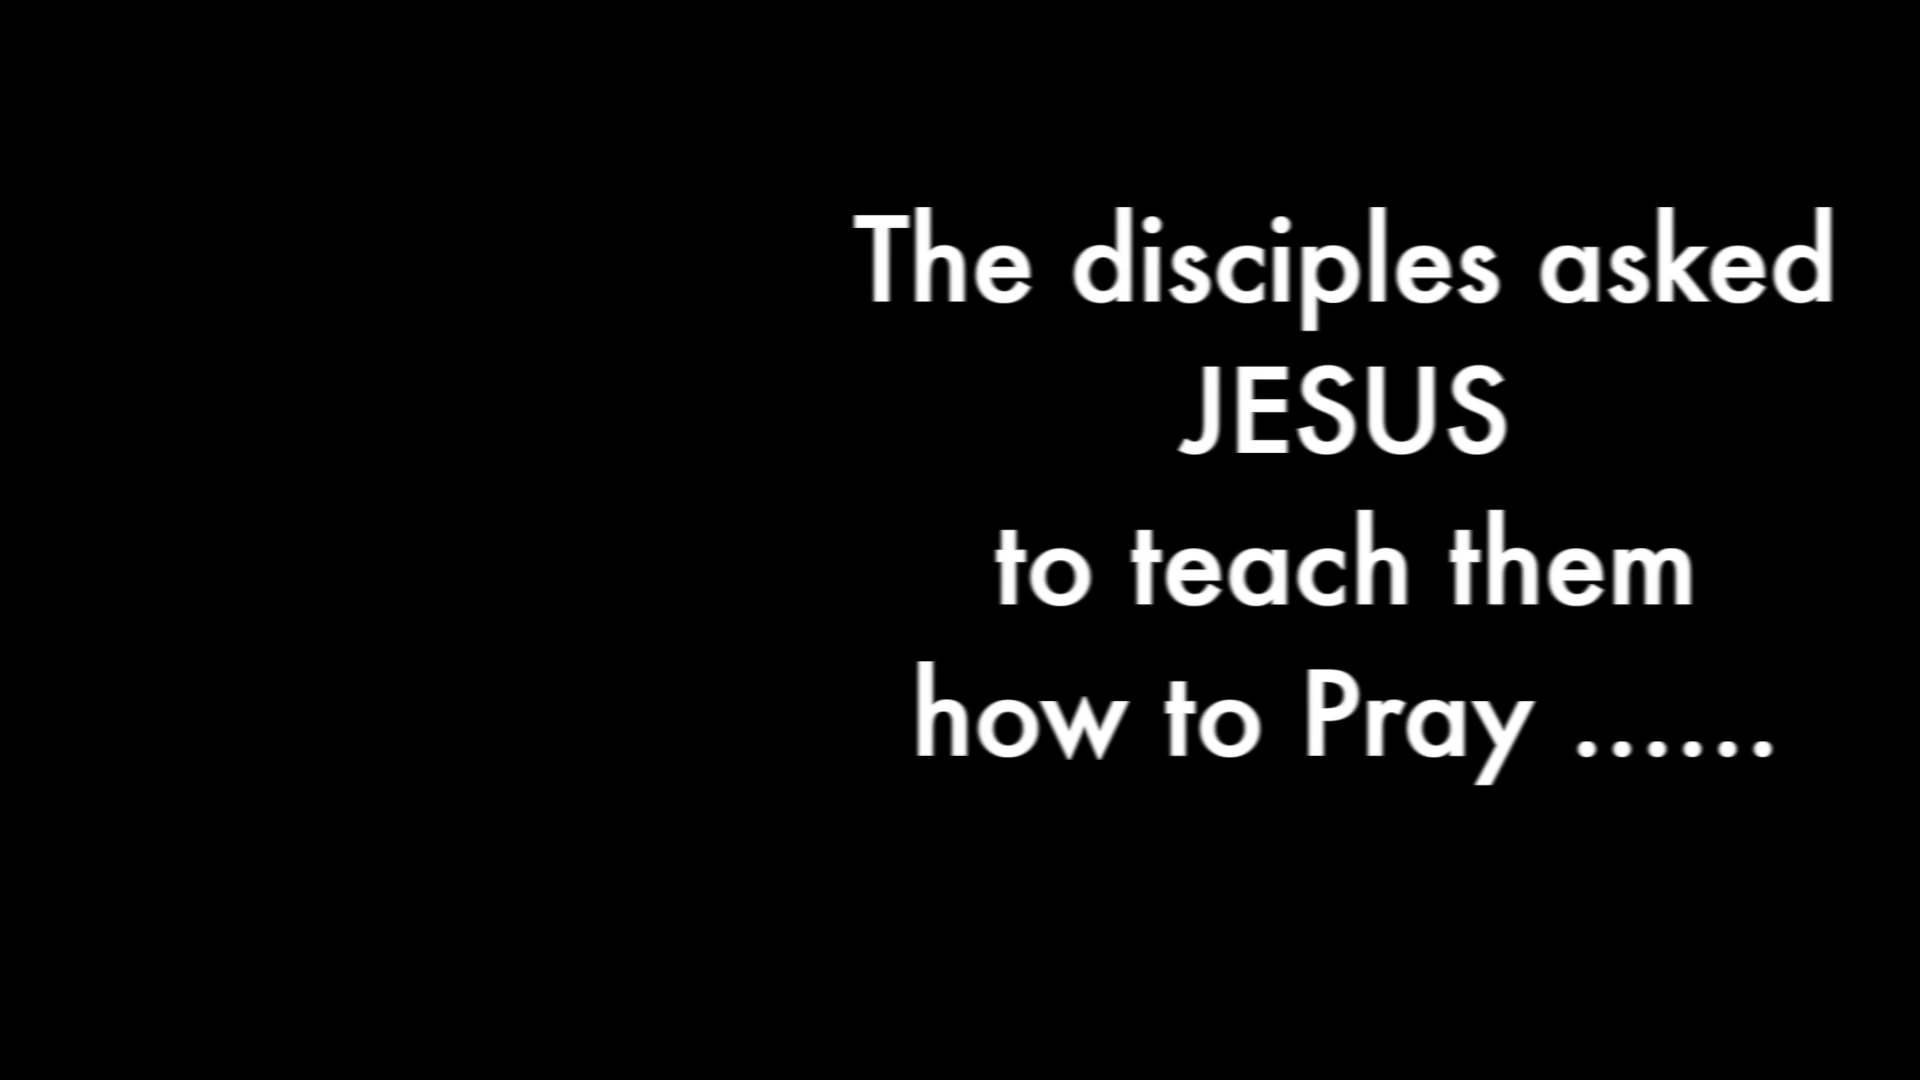 The disciples asked
JESUS
to teach them
how to Pray ......